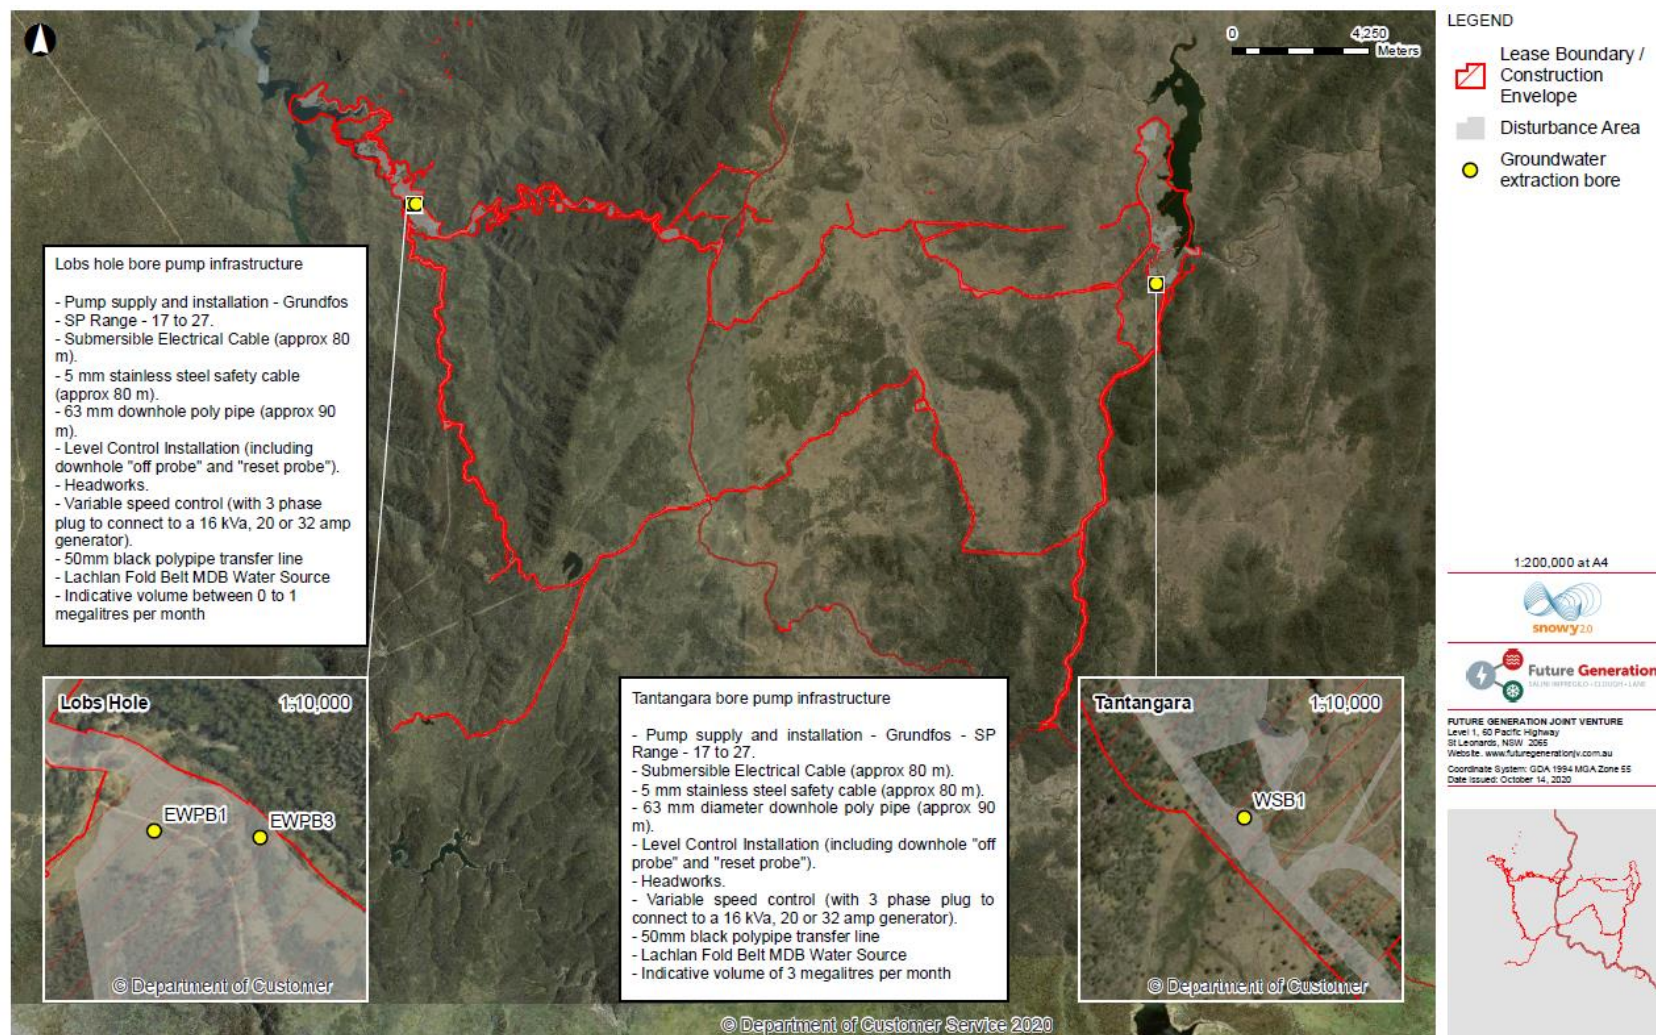 0 4,250
Meters
LEGEND
Lease Boundary /
Construction
Envelope
Disturbance Area
Groundwater
extraction bore
Lobs hole bore pump infrastructure
- Pump supply and installation - Grundfos
- SP Range - 17 to 27.
- Submersible Electrical Cable (approx 80
m).
- 5 mm stainless steel safety cable
(approx 80 m).
- 63 mm downhole poly pipe (approx 90
m).
- Level Control Installation (including
downhole "off probe" and "reset probe").
- Headworks.
- Variable speed control (with 3 phase
plug to connect to a 16 kVa, 20 or 32 amp
generator).
- 50mm black polypipe transfer line
- Lachlan Fold Belt MDB Water Source
- Indicative volume between 0 to 1
megalitres per month
Lobs Hole 1:10,000
EWPB1
EWPB3
© Department of Customer
Tantangara bore pump infrastructure
- Pump supply and installation - Grundfos - SP
Range - 17 to 27.
- Submersible Electrical Cable (approx 80 m).
- 5 mm stainless steel safety cable (approx 80 m).
- 63 mm diameter downhole poly pipe (approx 90
m).
- Level Control Installation (including downhole "off
probe" and "reset probe").
- Headworks.
- Variable speed control (with 3 phase plug to
connect to a 16 kVa, 20 or 32 amp generator).
- 50mm black polypipe transfer line
- Lachlan Fold Belt MDB Water Source
- Indicative volume of 3 megalitres per month
Tantangara 1:10,000
WSB1
© Department of Customer
© Department of Customer Service 2020
1:200,000 at A4
snowy2.0
Future Generation
SALINI IMPREGILO • CLOUGH • LANE
FUTURE GENERATION JOINT VENTURE
Level 1, 60 Pacific Highway
St Leonards, NSW 2065
Website. www.futuregenerationjv.com.au
Coordinate System: GDA 1994 MGA Zone 55
Date Issued: October 14, 2020